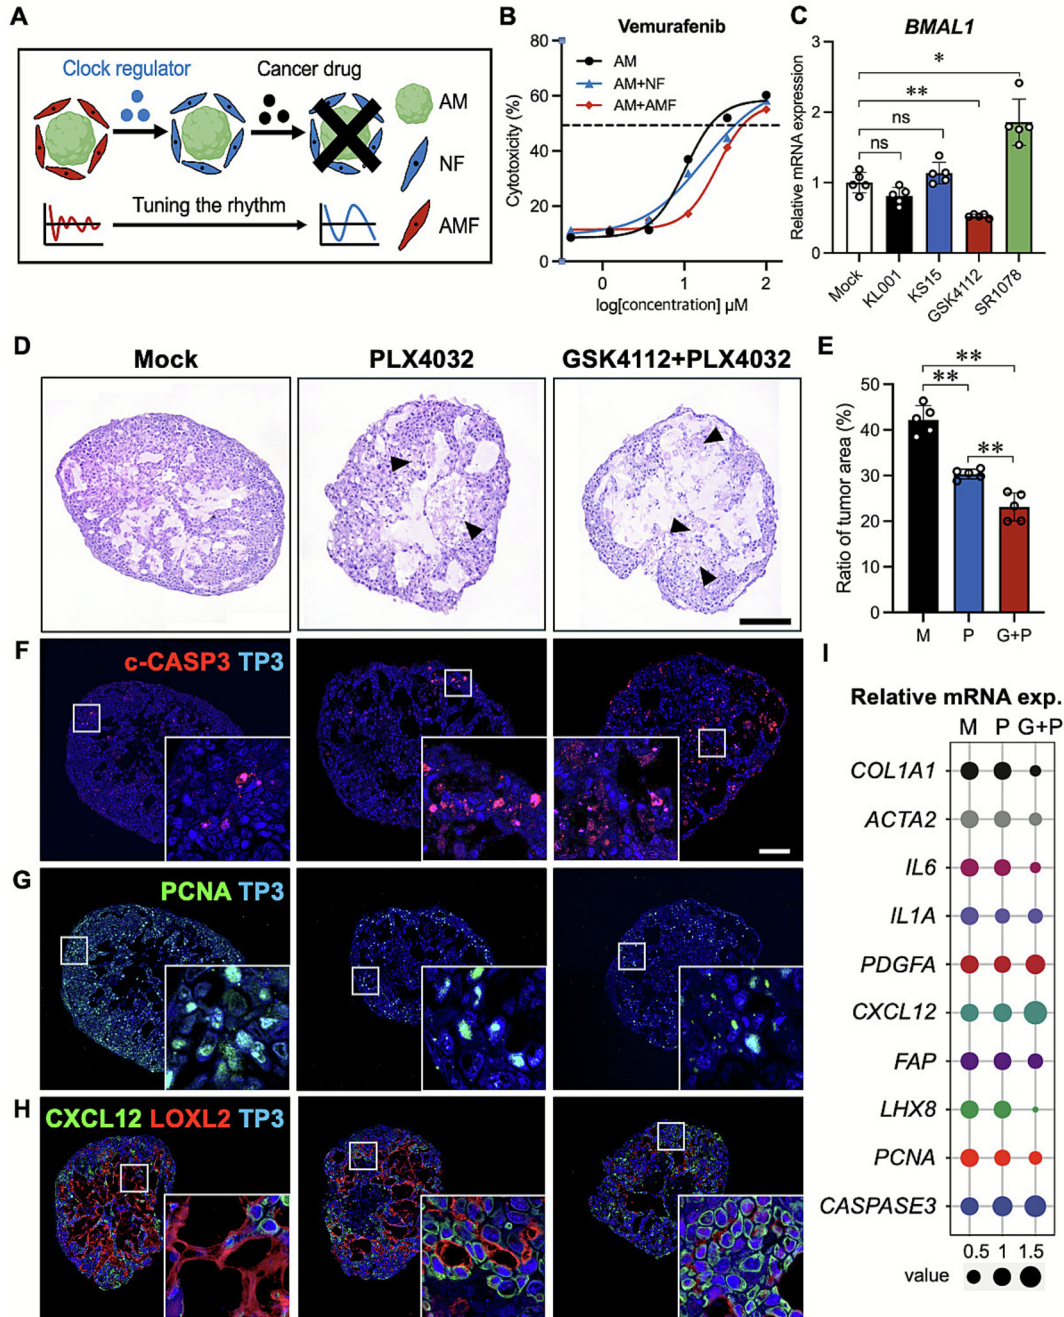 A
Clock regulator
Cancer drug
AM
NF
AMF
Tuning the rhythm
B
Vemurafenib
80
60
40
20
0
Cytotoxicity (%)
AM
AM+NF
AM+AMF
0
1
2
log[concentration] µM
C
BMAL1
3
2
1
0
Relative mRNA expression
*
**
ns
ns
Mock
KL001
KS15
GSK4112
SR1078
D
Mock
PLX4032
GSK4112+PLX4032
E
50
40
30
20
10
0
Ratio of tumor area (%)
**
**
**
M
P
G+P
F
c-CASP3 TP3
G
PCNA TP3
H
CXCL12 LOXL2 TP3
I
Relative mRNA exp.
M P G+P
COL1A1
ACTA2
IL6
IL1A
PDGFA
CXCL12
FAP
LHX8
PCNA
CASPASE3
0.5 1 1.5
value